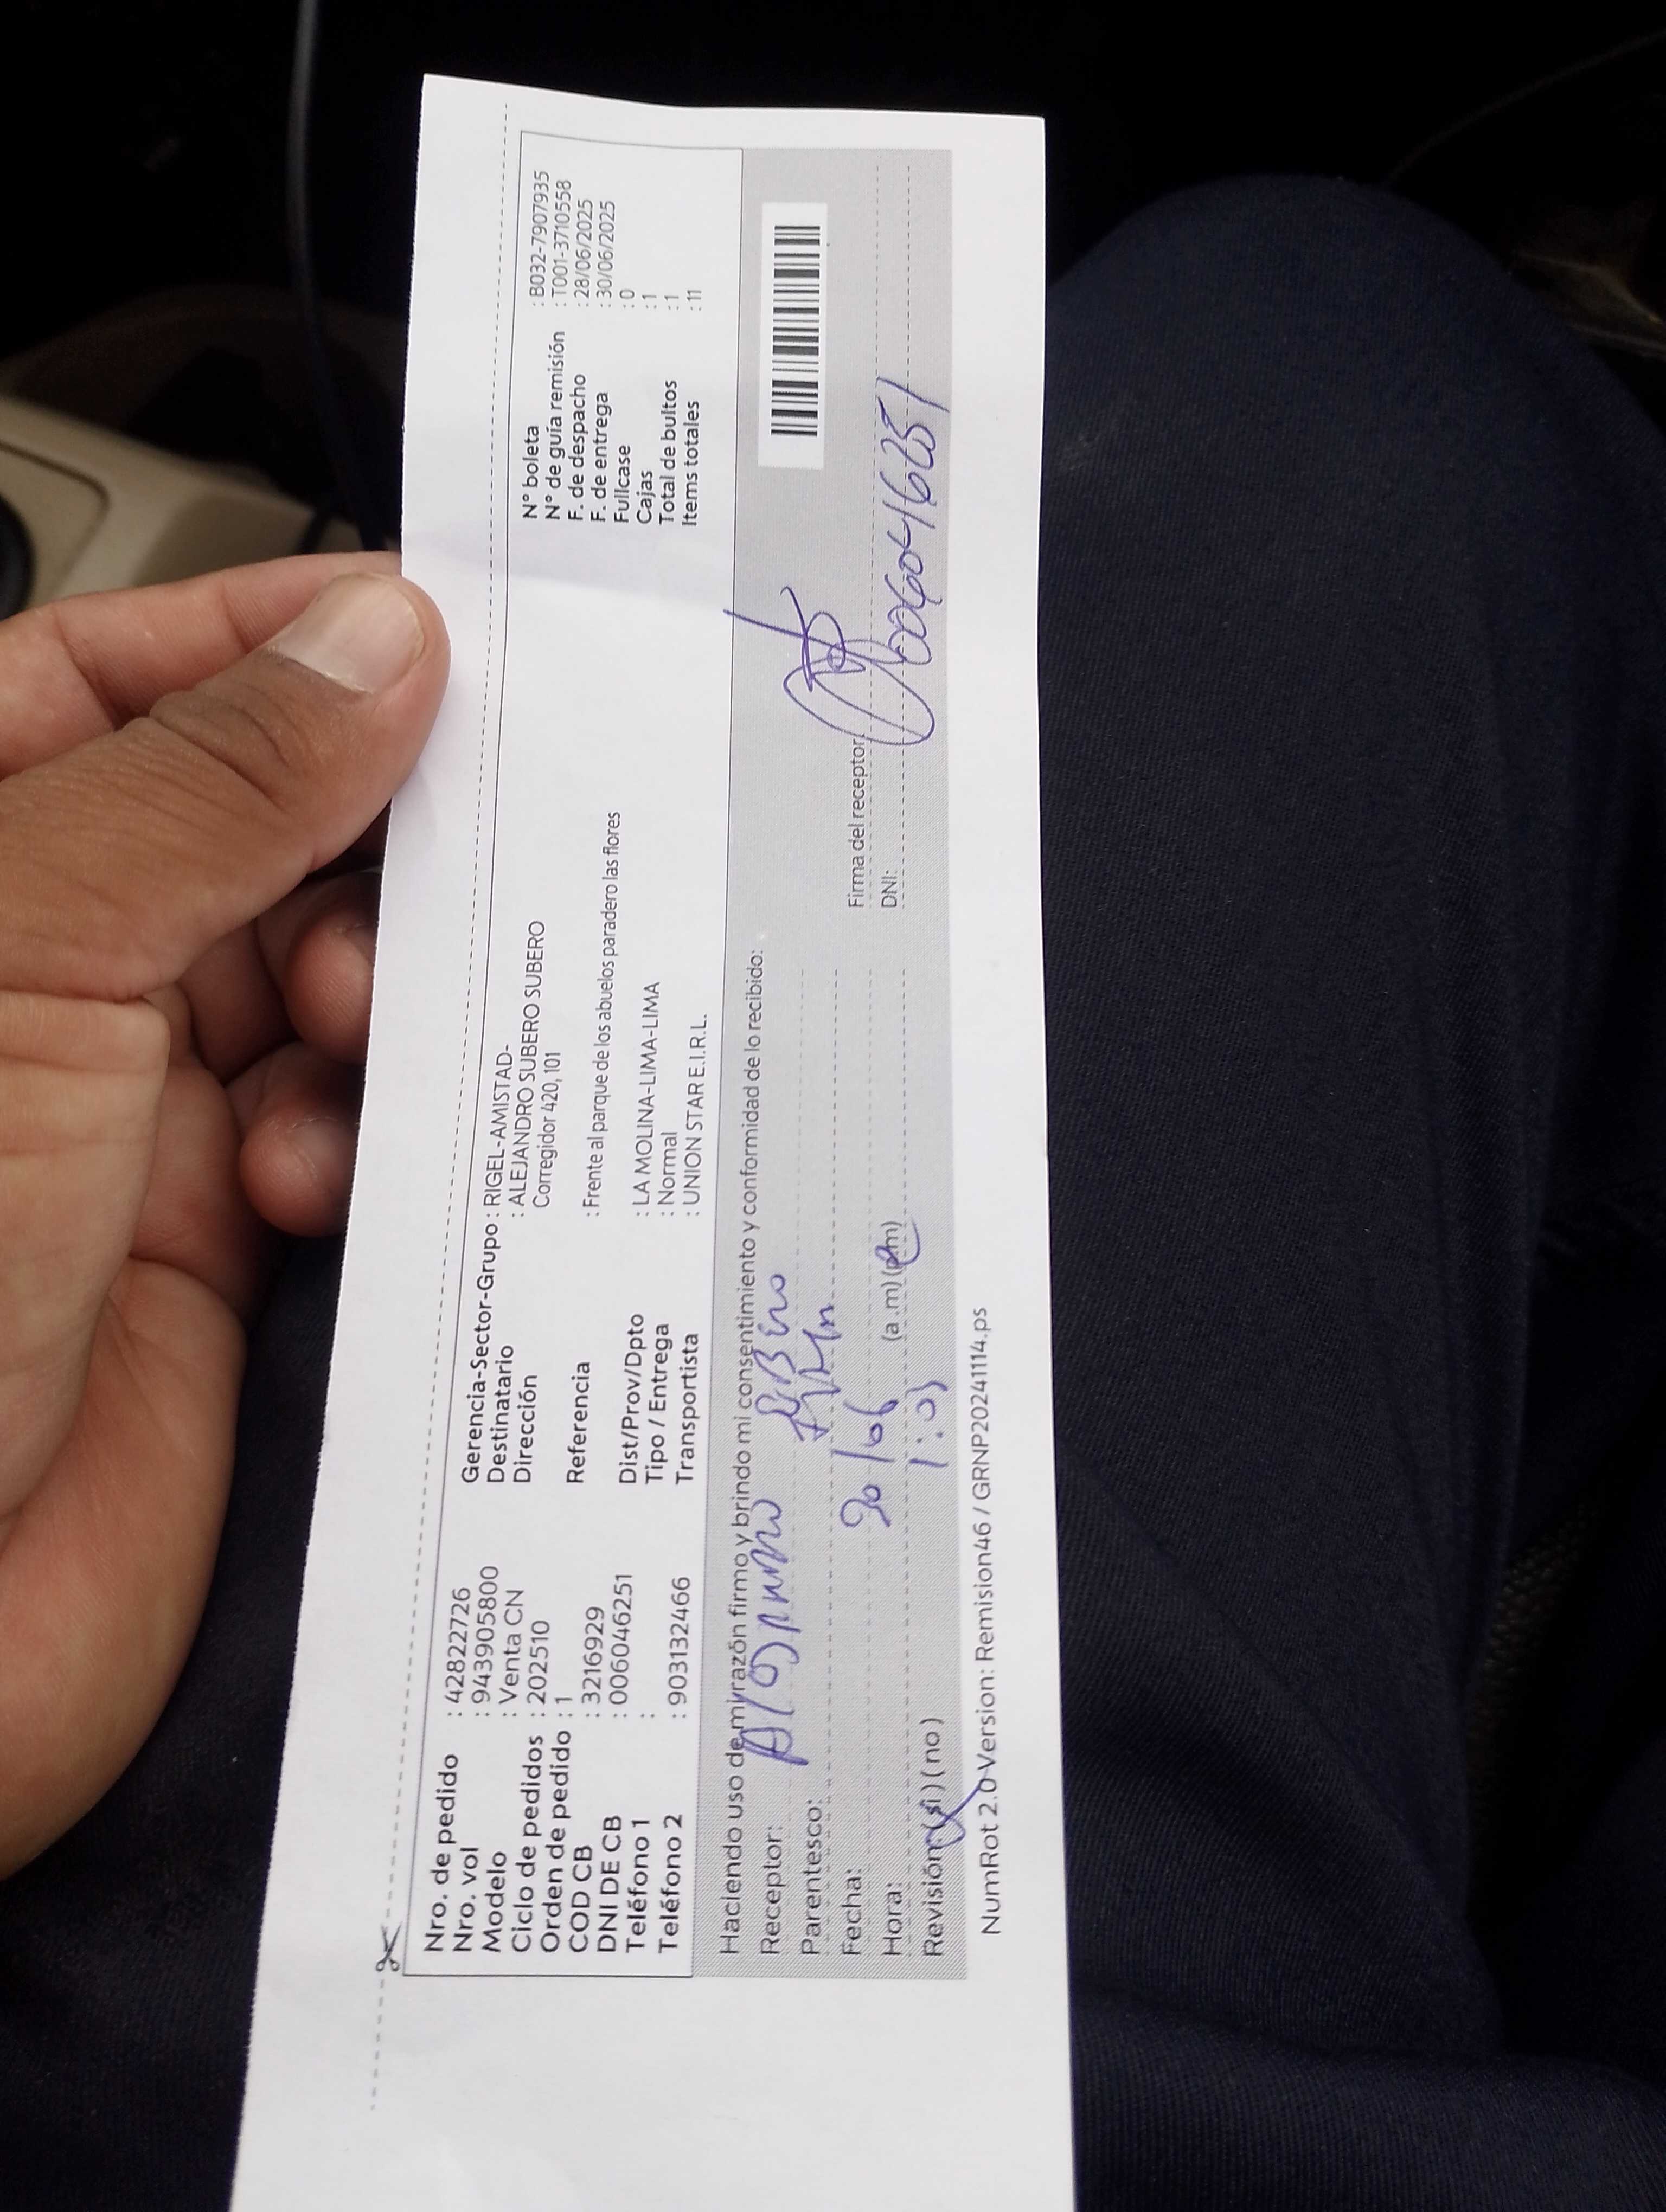 Nro. de pedido : 42822726
Nro. vol : 943905800
Modelo : Venta CN
Ciclo de pedidos : 202510
Orden de pedido : 1
COD CB : 3216929
DNI DE CB : 006046251
Teléfono 1 :
Teléfono 2 : 903132466
Gerencia-Sector-Grupo : RIGEL-AMISTAD-
Destinatario : ALEJANDRO SUBERO SUBERO
Dirección Corregidor 420, 101
Referencia : Frente al parque de los abuelos paradero las flores
Dist/Prov/Dpto : LA MOLINA-LIMA-LIMA
Tipo / Entrega : Normal
Transportista : UNION STAR E.I.R.L.
N° boleta : B032-7907935
N° de guía remisión : T001-3710558
F. de despacho : 28/06/2025
F. de entrega : 30/06/2025
Fullcase : 0
Cajas : 1
Total de bultos : 1
Items totales : 11
Haciendo uso de mi razón firmo y brindo mi consentimiento y conformidad de lo recibido:
Receptor:
Parentesco:
Fecha: 30/06
Hora: 1:03 (a.m) (p.m)
Revisión (si) (no)
Firma del receptor:
DNI: 006046251
NumRot 2.0 Version: Remision46 / GRNP20241114.ps